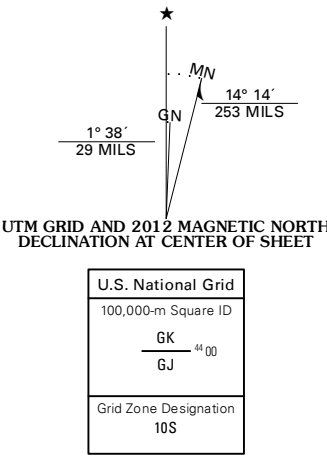 ★
MN
GN
14° 14´
253 MILS
1° 38´
29 MILS
UTM GRID AND 2012 MAGNETIC NORTH
DECLINATION AT CENTER OF SHEET
U.S. National Grid
100,000-m Square ID
GK
44 00
GJ
Grid Zone Designation
10S